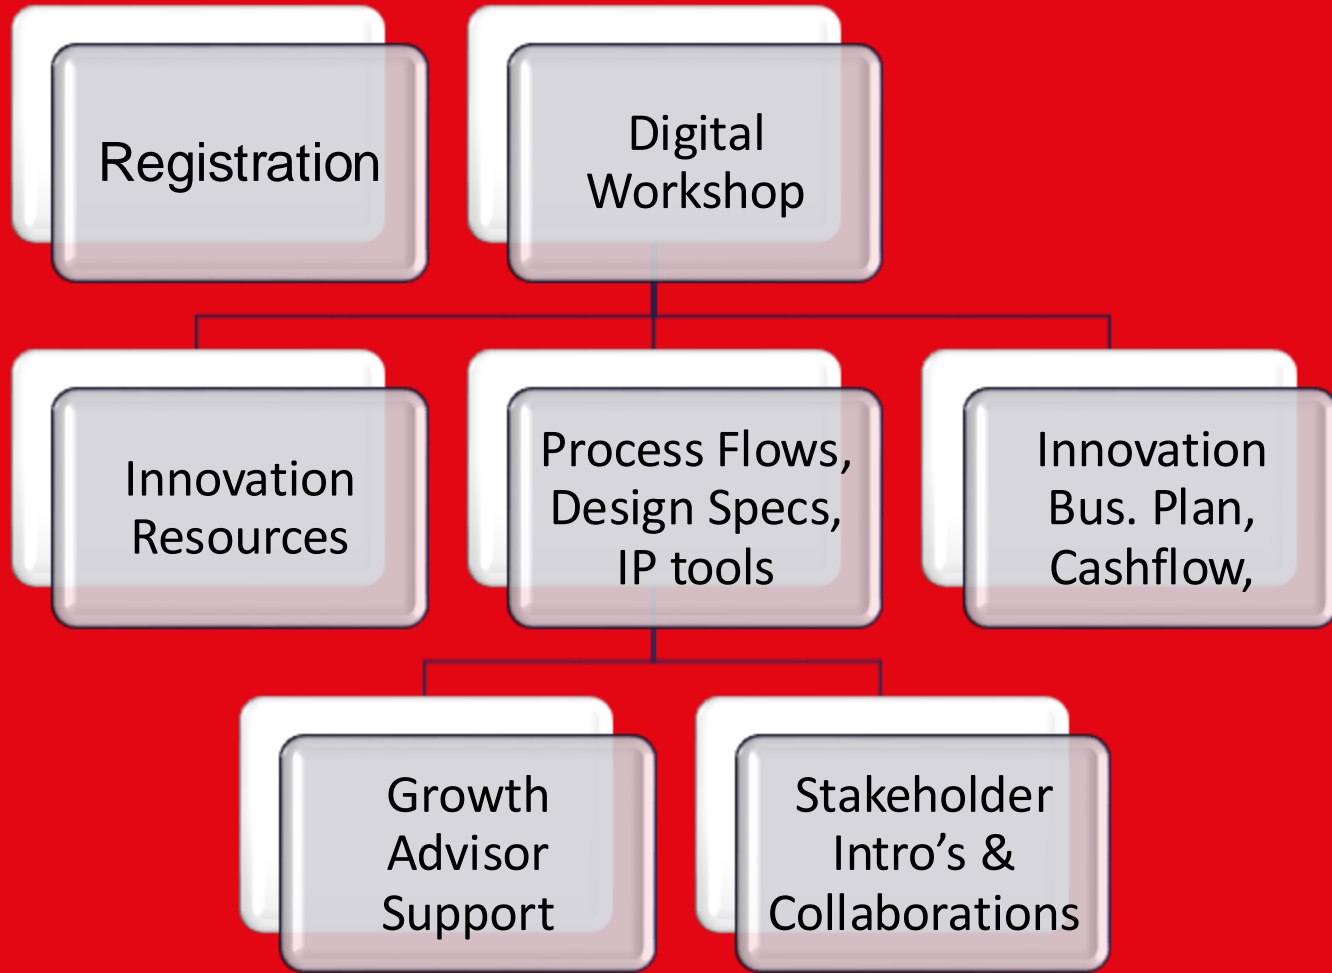 Registration
Digital
Workshop
Innovation
Resources
Process Flows,
Design Specs,
IP tools
Innovation
Bus. Plan,
Cashflow,
Growth
Advisor
Support
Stakeholder
Intro’s &
Collaborations